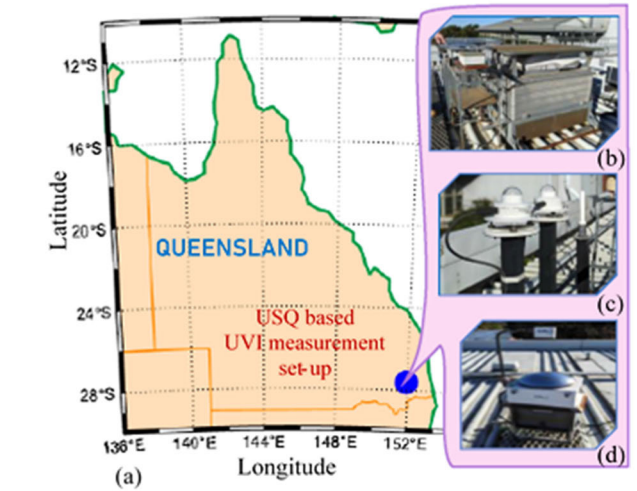 12°S
16°S
20°S
24°S
28°S
Latitude
QUEENSLAND
USQ based
UVI measurement
set-up
136°E
140°E
144°E
148°E
152°E
Longitude
(a)
(b)
(c)
(d)